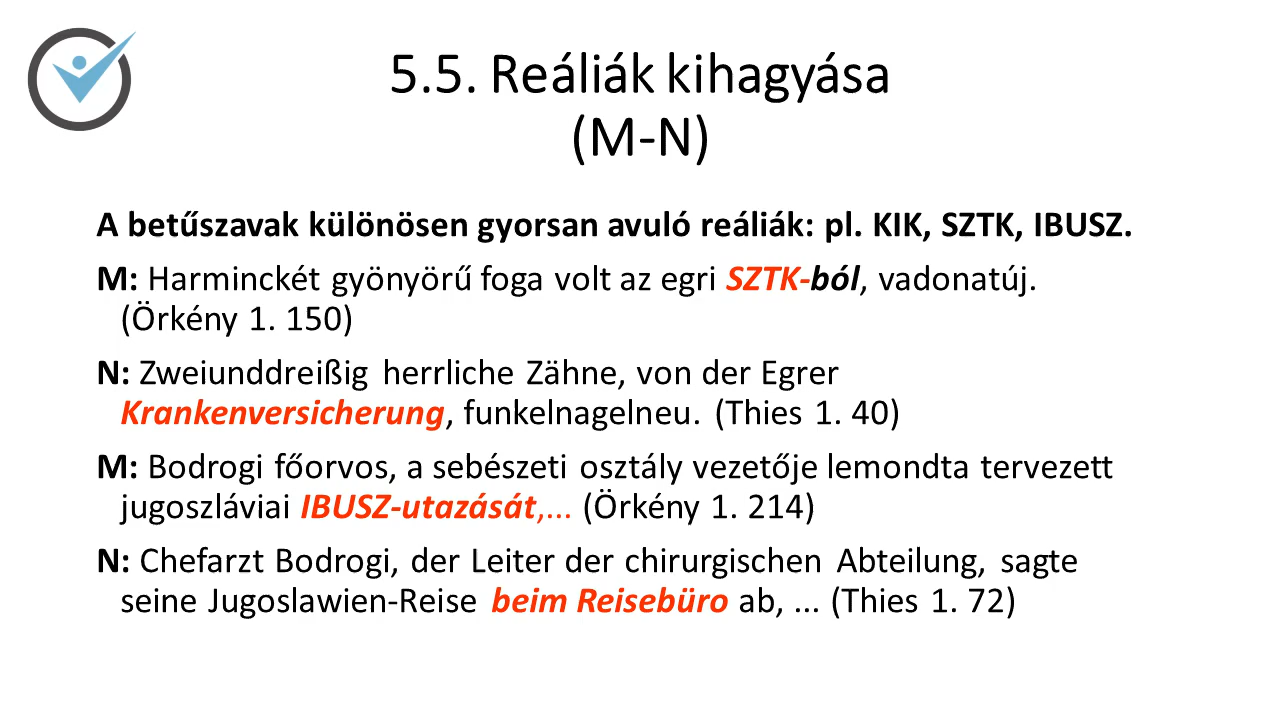 5.5. Reáliák kihagyása
(M-N)
A betűszavak különösen gyorsan avuló reáliák: pl. KIK, SZTK, IBUSZ.
M: Harminckét gyönyörű foga volt az egri SZTK-ból, vadonatúj.
(Örkény 1. 150)
N: Zweiunddreißig herrliche Zähne, von der Egrer
Krankenversicherung, funkelnagelneu. (Thies 1. 40)
M: Bodrogi főorvos, a sebészeti osztály vezetője lemondta tervezett
jugoszláviai IBUSZ-utazását,... (Örkény 1. 214)
N: Chefarzt Bodrogi, der Leiter der chirurgischen Abteilung, sagte
seine Jugoslawien-Reise beim Reisebüro ab, ... (Thies 1. 72)